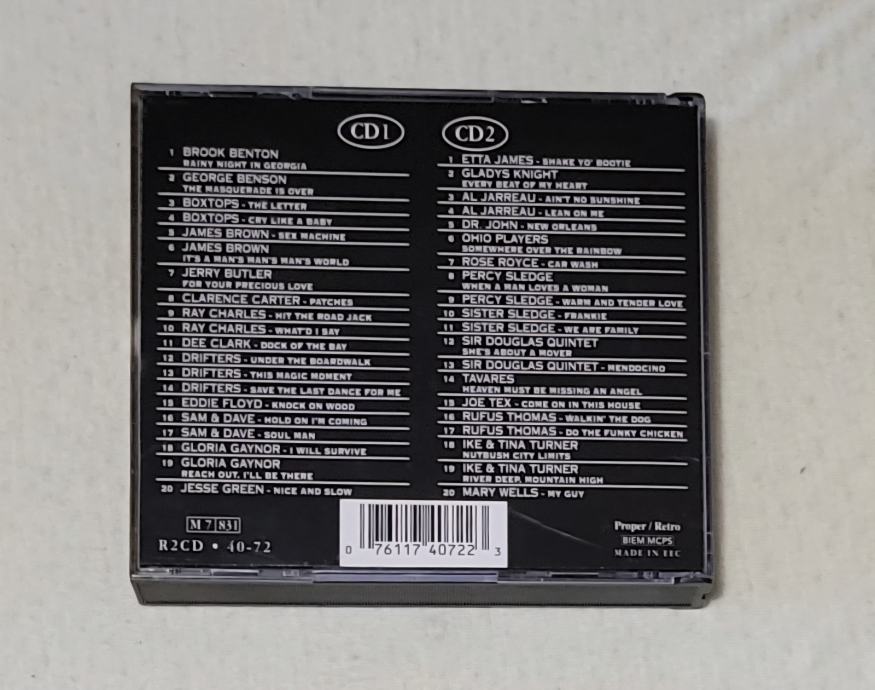 CD1
1 BROOK BENTON
RAINY NIGHT IN GEORGIA
2 GEORGE BENSON
THE MASQUERADE IS OVER
3 BOXTOPS - THE LETTER
4 BOXTOPS - CRY LIKE A BABY
5 JAMES BROWN - SEX MACHINE
6 JAMES BROWN
IT'S A MAN'S MAN'S MAN'S WORLD
7 JERRY BUTLER
FOR YOUR PRECIOUS LOVE
8 CLARENCE CARTER - PATCHES
9 RAY CHARLES - HIT THE ROAD JACK
10 RAY CHARLES - WHAT'D I SAY
11 DEE CLARK - DOCK OF THE BAY
12 DRIFTERS - UNDER THE BOARDWALK
13 DRIFTERS - THIS MAGIC MOMENT
14 DRIFTERS - SAVE THE LAST DANCE FOR ME
15 EDDIE FLOYD - KNOCK ON WOOD
16 SAM & DAVE - HOLD ON I'M COMING
17 SAM & DAVE - SOUL MAN
18 GLORIA GAYNOR - I WILL SURVIVE
19 GLORIA GAYNOR
REACH OUT, I'LL BE THERE
20 JESSE GREEN - NICE AND SLOW
CD2
1 ETTA JAMES - SHAKE YO' BOOTIE
2 GLADYS KNIGHT
EVERY BEAT OF MY HEART
3 AL JARREAU - AIN'T NO SUNSHINE
4 AL JARREAU - LEAN ON ME
5 DR. JOHN - NEW ORLEANS
6 OHIO PLAYERS
SOMEWHERE OVER THE RAINBOW
7 ROSE ROYCE - CAR WASH
8 PERCY SLEDGE
WHEN A MAN LOVES A WOMAN
9 PERCY SLEDGE - WARM AND TENDER LOVE
10 SISTER SLEDGE - FRANKIE
11 SISTER SLEDGE - WE ARE FAMILY
12 SIR DOUGLAS QUINTET
SHE'S ABOUT A MOVER
13 SIR DOUGLAS QUINTET - MENDOCINO
14 TAVARES
HEAVEN MUST BE MISSING AN ANGEL
15 JOE TEX - COME ON IN THIS HOUSE
16 RUFUS THOMAS - WALKIN' THE DOG
17 RUFUS THOMAS - DO THE FUNKY CHICKEN
18 IKE & TINA TURNER
NUTBUSH CITY LIMITS
19 IKE & TINA TURNER
RIVER DEEP, MOUNTAIN HIGH
20 MARY WELLS - MY GUY
M 7 831
R2CD • 40-72
0 76117 40722 3
Proper / Retro
BIEM MCPS
MADE IN EEC